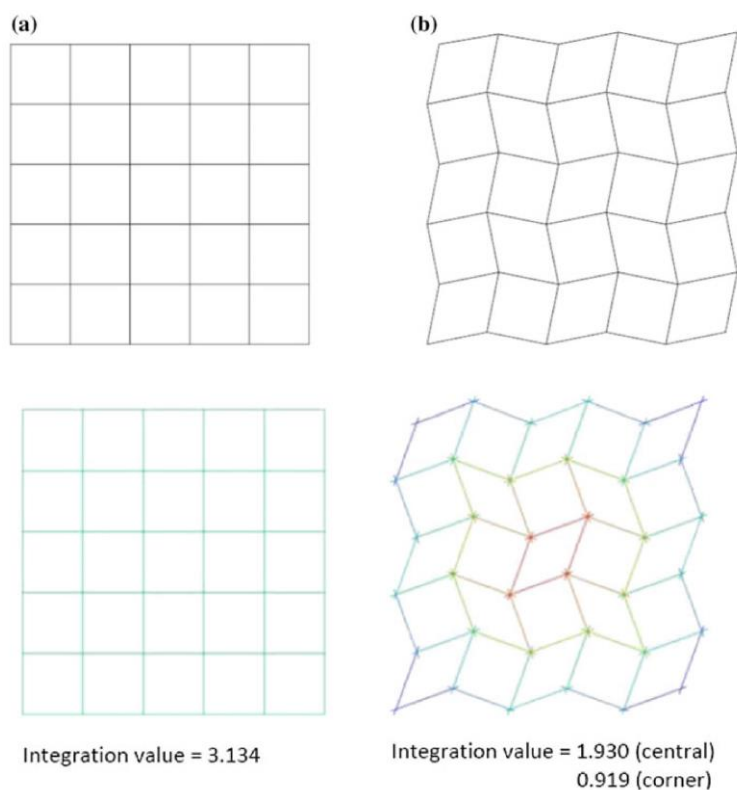 (a)
(b)
Integration value = 3.134
Integration value = 1.930 (central)
0.919 (corner)